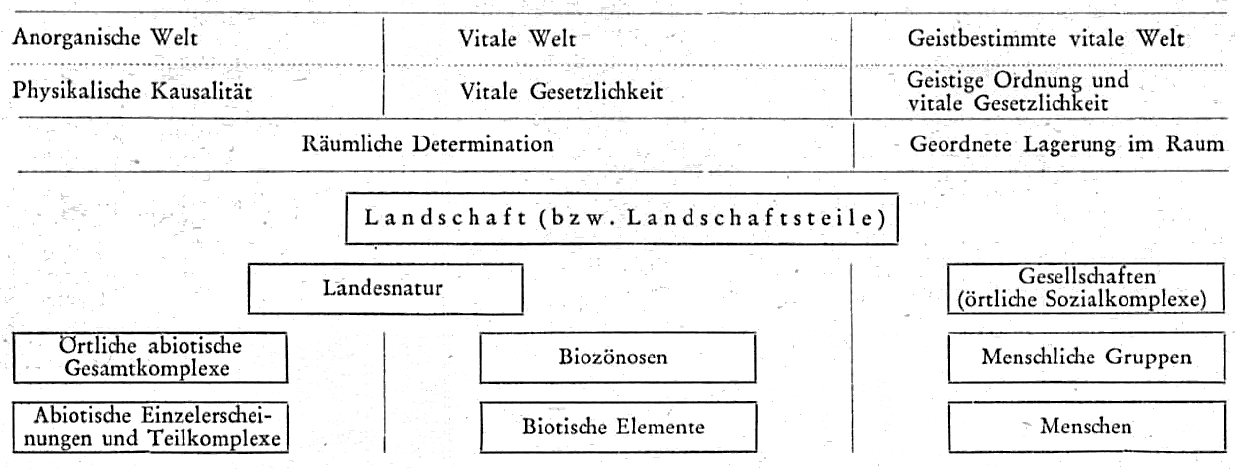 Anorganische Welt
Vitale Welt
Geistbestimmte vitale Welt
Physikalische Kausalität
Vitale Gesetzlichkeit
Geistige Ordnung und
vitale Gesetzlichkeit
Räumliche Determination
Geordnete Lagerung im Raum
Landschaft (bzw. Landschaftsteile)
Landesnatur
Gesellschaften
(örtliche Sozialkomplexe)
Örtliche abiotische
Gesamtkomplexe
Biozönosen
Menschliche Gruppen
Abiotische Einzelerschei-
nungen und Teilkomplexe
Biotische Elemente
Menschen